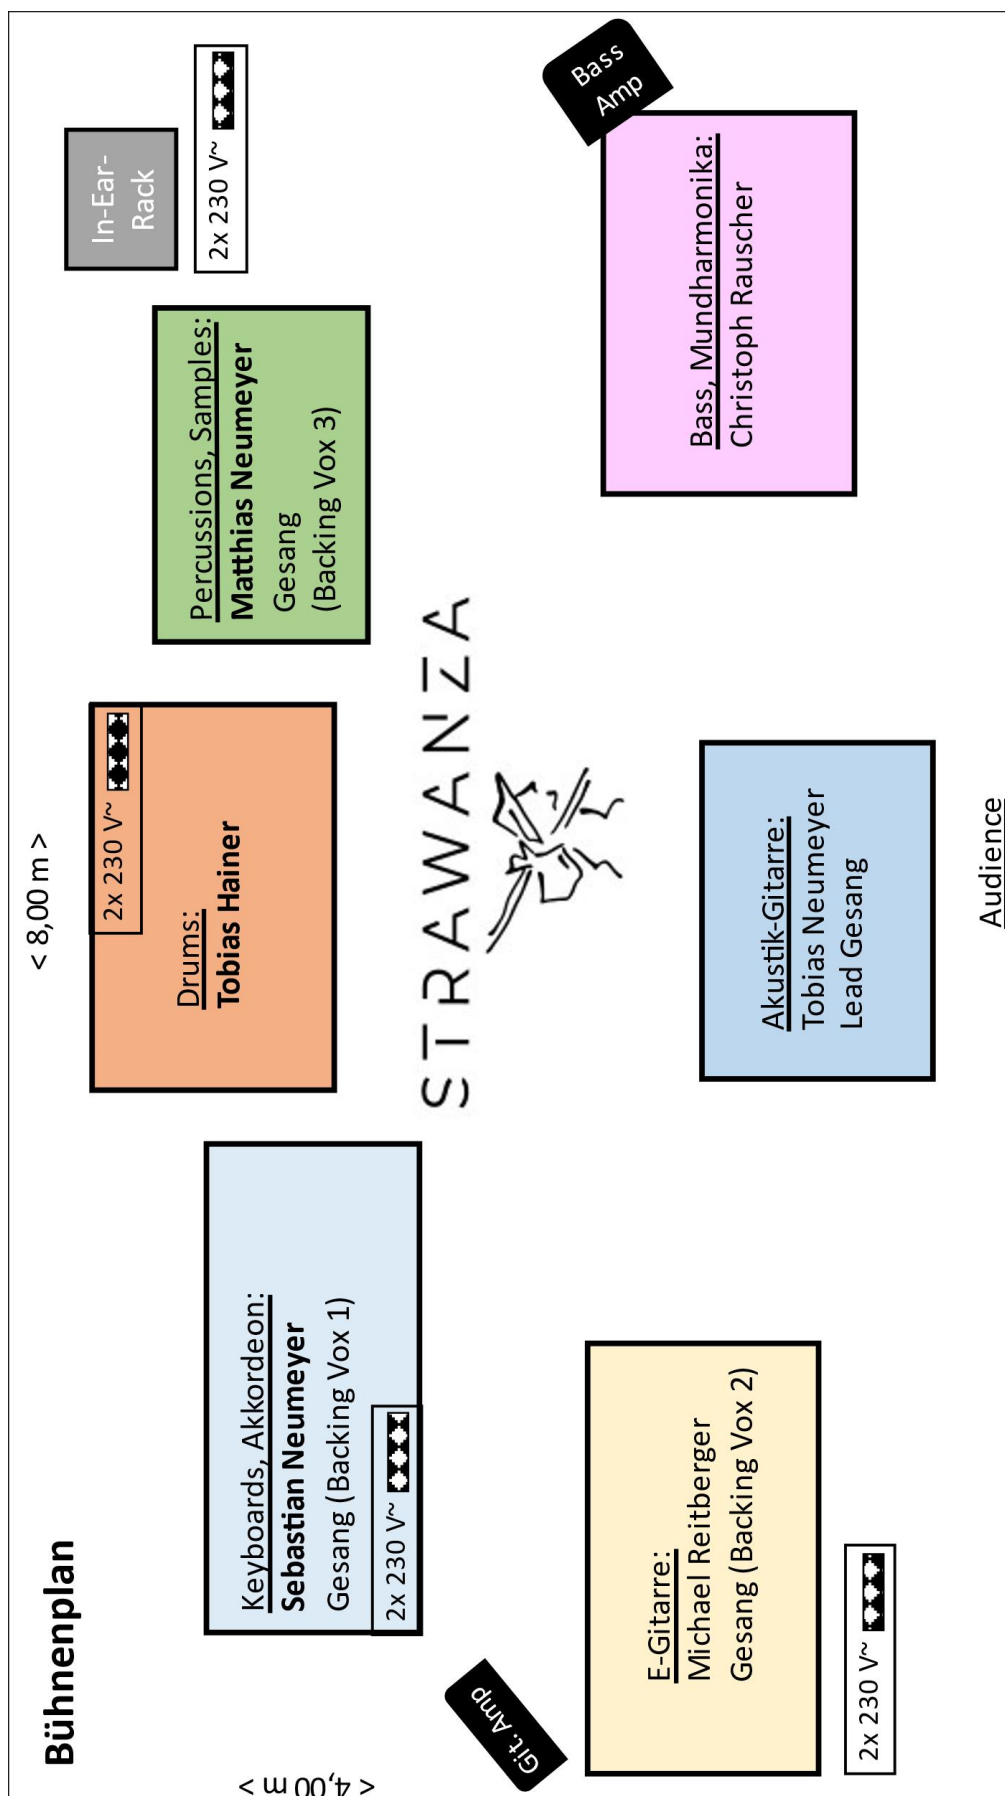 Bühnenplan
< 8,00 m >
< 4,00 m >
Keyboards, Akkordeon:
Sebastian Neumeyer
Gesang (Backing Vox 1)
2x 230 V~
Drums:
Tobias Hainer
2x 230 V~
Percussions, Samples:
Matthias Neumeyer
Gesang
(Backing Vox 3)
In-Ear-
Rack
2x 230 V~
STRAWANZA
Git. Amp
E-Gitarre:
Michael Reitberger
Gesang (Backing Vox 2)
2x 230 V~
Akustik-Gitarre:
Tobias Neumeyer
Lead Gesang
Bass
Amp
Bass, Mundharmonika:
Christoph Rauscher
Audience